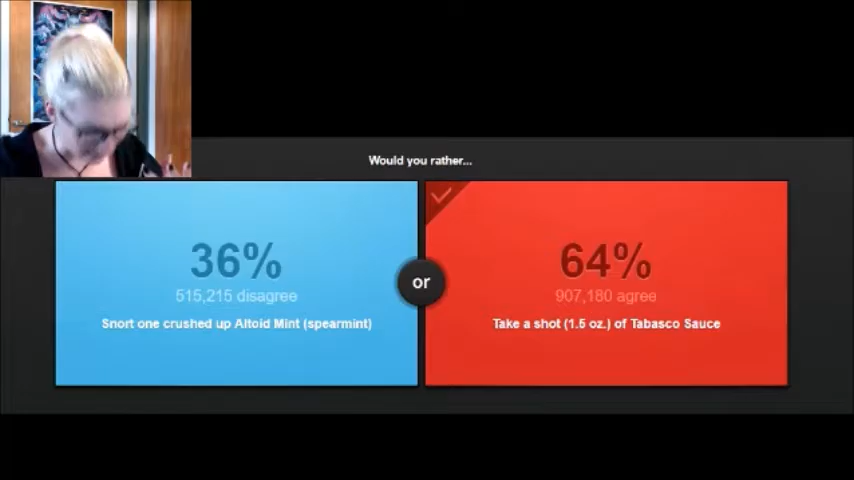 Would you rather...
36%
515,215 disagree
Snort one crushed up Altoid Mint (spearmint)
or
64%
907,180 agree
Take a shot (1.5 oz.) of Tabasco Sauce